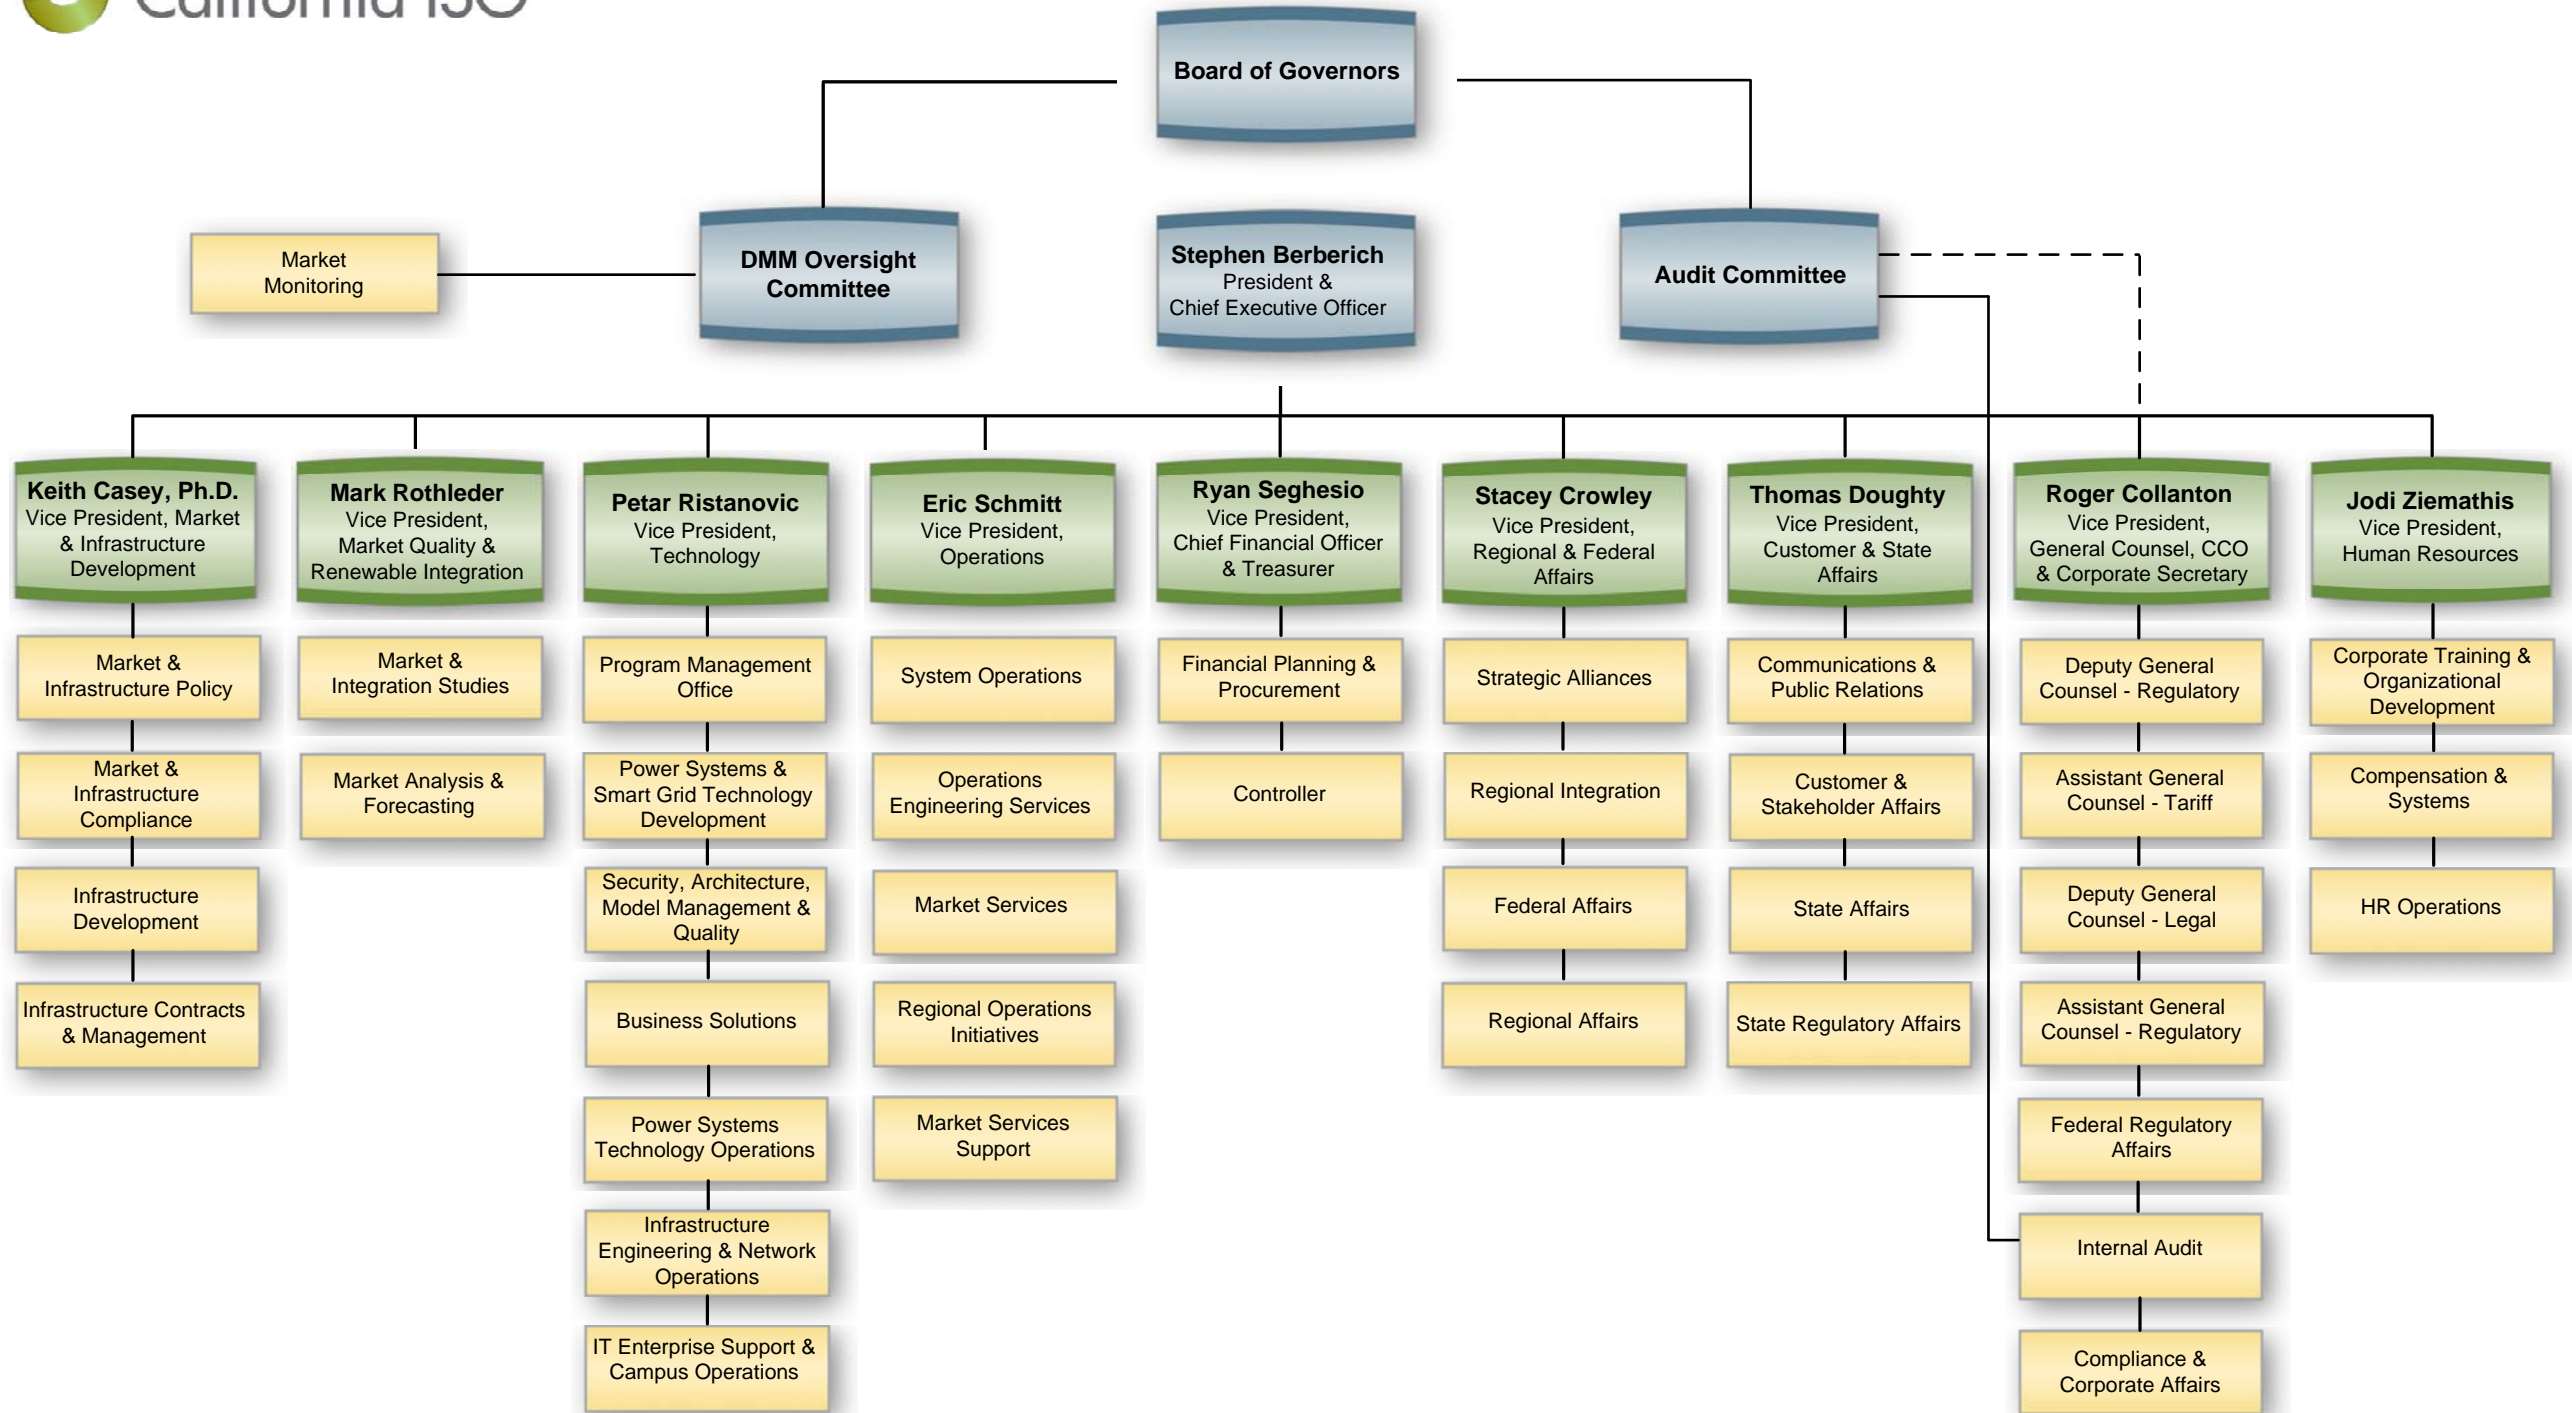 California ISO
Board of Governors
Market
Monitoring
DMM Oversight
Committee
Stephen Berberich
President &
Chief Executive Officer
Audit Committee
Keith Casey, Ph.D.
Vice President, Market
& Infrastructure
Development
Market &
Infrastructure Policy
Market &
Infrastructure
Compliance
Infrastructure
Development
Infrastructure Contracts
& Management
Mark Rothleder
Vice President,
Market Quality &
Renewable Integration
Market &
Integration Studies
Market Analysis &
Forecasting
Petar Ristanovic
Vice President,
Technology
Program Management
Office
Power Systems &
Smart Grid Technology
Development
Security, Architecture,
Model Management &
Quality
Business Solutions
Power Systems
Technology Operations
Infrastructure
Engineering & Network
Operations
IT Enterprise Support &
Campus Operations
Eric Schmitt
Vice President,
Operations
System Operations
Operations
Engineering Services
Market Services
Regional Operations
Initiatives
Market Services
Support
Ryan Seghesio
Vice President,
Chief Financial Officer
& Treasurer
Financial Planning &
Procurement
Controller
Stacey Crowley
Vice President,
Regional & Federal
Affairs
Strategic Alliances
Regional Integration
Federal Affairs
Regional Affairs
Thomas Doughty
Vice President,
Customer & State
Affairs
Communications &
Public Relations
Customer &
Stakeholder Affairs
State Affairs
State Regulatory Affairs
Roger Collanton
Vice President,
General Counsel, CCO
& Corporate Secretary
Deputy General
Counsel - Regulatory
Assistant General
Counsel - Tariff
Deputy General
Counsel - Legal
Assistant General
Counsel - Regulatory
Federal Regulatory
Affairs
Internal Audit
Compliance &
Corporate Affairs
Jodi Ziemathis
Vice President,
Human Resources
Corporate Training &
Organizational
Development
Compensation &
Systems
HR Operations